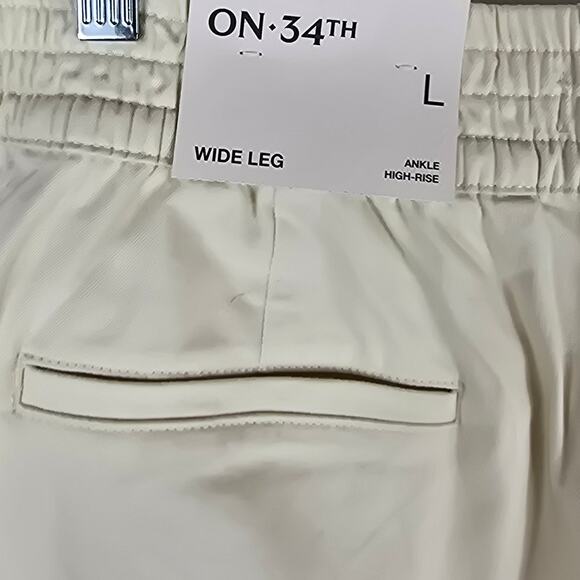 ON·34TH
L
WIDE LEG
ANKLE
HIGH-RISE